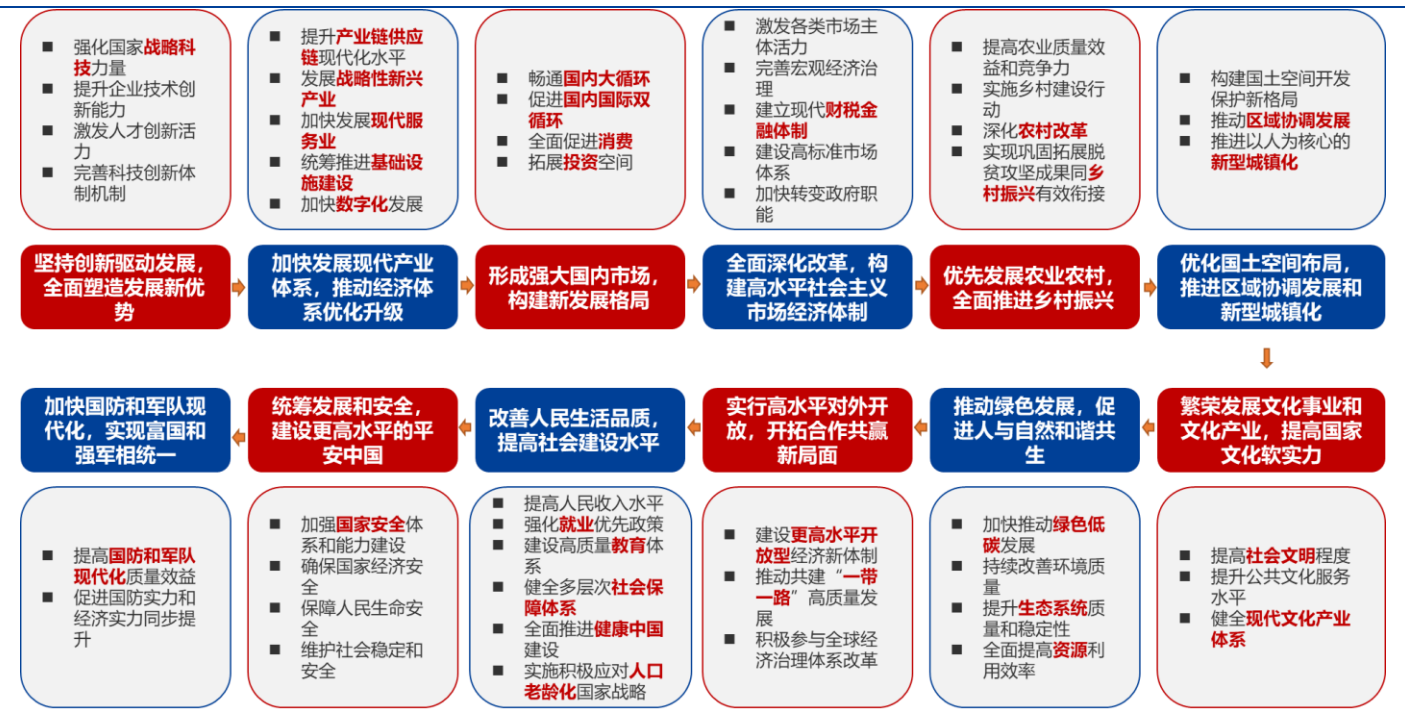 ■ 强化国家战略科
技力量
■ 提升企业技术创
新能力
■ 激发人才创新活
力
■ 完善科技创新体
制机制
■ 提升产业链供应
链现代化水平
■ 发展战略性新兴
产业
■ 加快发展现代服
务业
■ 统筹推进基础设
施建设
■ 加快数字化发展
■ 畅通国内大循环
■ 促进国内国际双
循环
■ 全面促进消费
■ 拓展投资空间
■ 激发各类市场主
体活力
■ 完善宏观经济治
理
■ 建立现代财税金
融体制
■ 建设高标准市场
体系
■ 加快转变政府职
能
■ 提高农业质量效
益和竞争力
■ 实施乡村建设行
动
■ 深化农村改革
■ 实现巩固拓展脱
贫攻坚成果同乡
村振兴有效衔接
■ 构建国土空间开发
保护新格局
■ 推动区域协调发展
■ 推进以人为核心的
新型城镇化
坚持创新驱动发展，
全面塑造发展新优
势
加快发展现代产业
体系，推动经济体
系优化升级
形成强大国内市场，
构建新发展格局
全面深化改革，构
建高水平社会主义
市场经济体制
优先发展农业农村，
全面推进乡村振兴
优化国土空间布局，
推进区域协调发展和
新型城镇化
加快国防和军队现
代化，实现富国和
强军相统一
统筹发展和安全，
建设更高水平的平
安中国
改善人民生活品质，
提高社会建设水平
实行高水平对外开
放，开拓合作共赢
新局面
推动绿色发展，促
进人与自然和谐共
生
繁荣发展文化事业和
文化产业，提高国家
文化软实力
■ 提高国防和军队
现代化质量效益
■ 促进国防实力和
经济实力同步提
升
■ 加强国家安全体
系和能力建设
■ 确保国家经济安
全
■ 保障人民生命安
全
■ 维护社会稳定和
安全
■ 提高人民收入水平
■ 强化就业优先政策
■ 建设高质量教育体
系
■ 健全多层次社会保
障体系
■ 全面推进健康中国
建设
■ 实施积极应对人口
老龄化国家战略
■ 建设更高水平开
放型经济新体制
■ 推动共建“一带
一路”高质量发
展
■ 积极参与全球经
济治理体系改革
■ 加快推动绿色低
碳发展
■ 持续改善环境质
量
■ 提升生态系统质
量和稳定性
■ 全面提高资源利
用效率
■ 提高社会文明程度
■ 提升公共文化服务
水平
■ 健全现代文化产业
体系